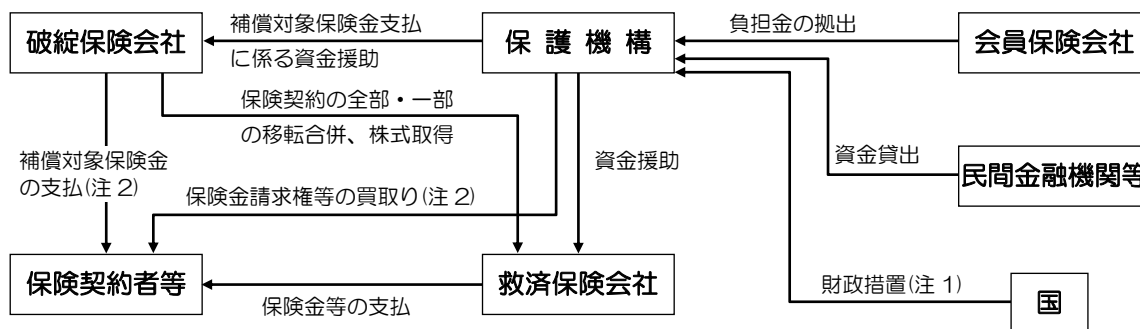 破綻保険会社
補償対象保険金支払
に係る資金援助
保 護 機 構
負担金の拠出
会員保険会社
保険契約の全部・一部
の移転合併、株式取得
補償対象保険金
の支払(注 2)
資金援助
資金貸出
民間金融機関等
保険金請求権等の買取り(注 2)
保険契約者等
保険金等の支払
救済保険会社
財政措置(注 1)
国